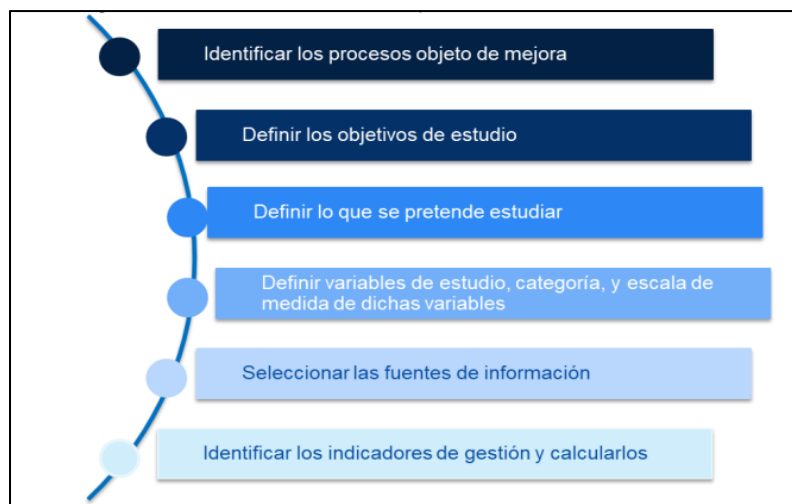 Identificar los procesos objeto de mejora
Definir los objetivos de estudio
Definir lo que se pretende estudiar
Definir variables de estudio, categoría, y escala de
medida de dichas variables
Seleccionar las fuentes de información
Identificar los indicadores de gestión y calcularlos